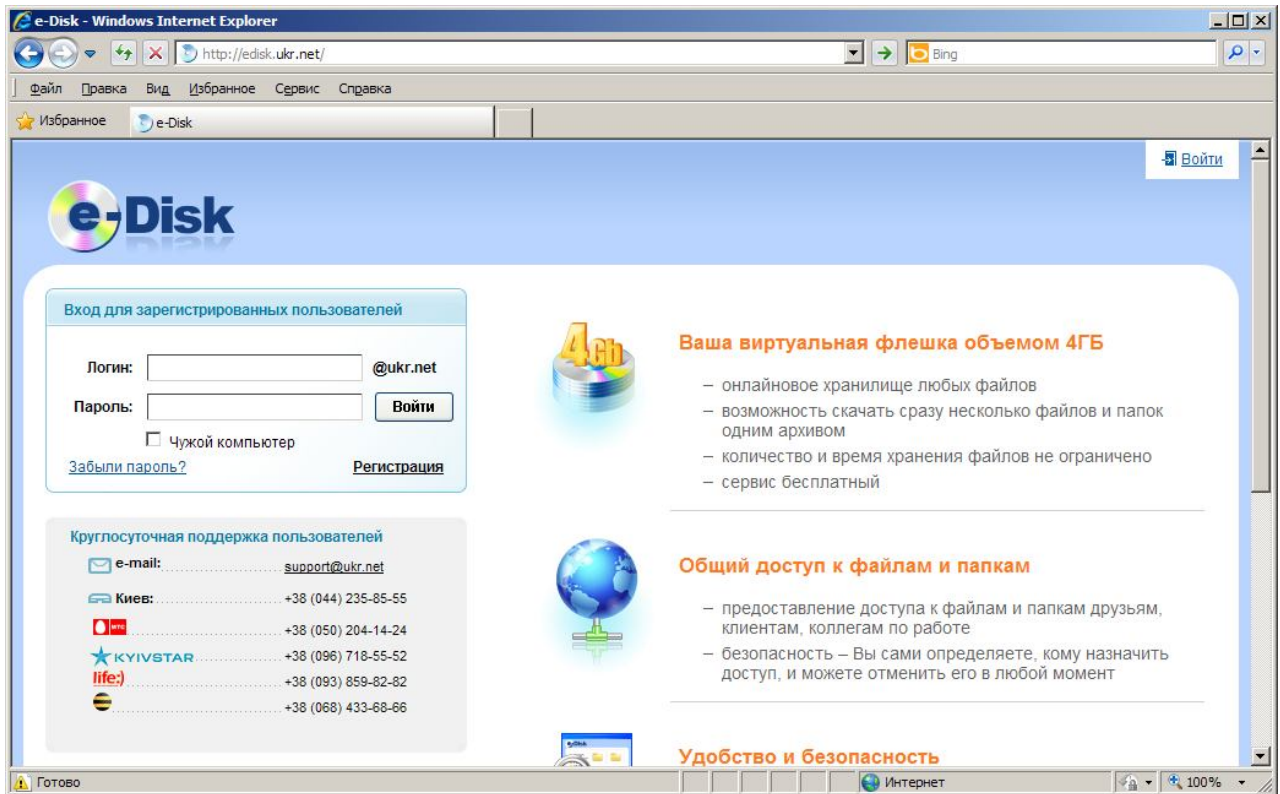 e-Disk - Windows Internet Explorer
http://edisk.ukr.net/
Bing
Файл Правка Вид Избранное Сервис Справка
Избранное
e-Disk
Войти
e-Disk
Вход для зарегистрированных пользователей
Логин: @ukr.net
Пароль: Войти
Чужой компьютер
Забыли пароль? Регистрация
Круглосуточная поддержка пользователей
e-mail: support@ukr.net
Киев: +38 (044) 235-85-55
мтс +38 (050) 204-14-24
KYIVSTAR +38 (096) 718-55-52
life:) +38 (093) 859-82-82
+38 (068) 433-68-66
4Gb
Ваша виртуальная флешка объемом 4ГБ
– онлайновое хранилище любых файлов
– возможность скачать сразу несколько файлов и папок
одним архивом
– количество и время хранения файлов не ограничено
– сервис бесплатный
Общий доступ к файлам и папкам
– предоставление доступа к файлам и папкам друзьям,
клиентам, коллегам по работе
– безопасность – Вы сами определяете, кому назначить
доступ, и можете отменить его в любой момент
e-Disk
Удобство и безопасность
Готово
Интернет
100%